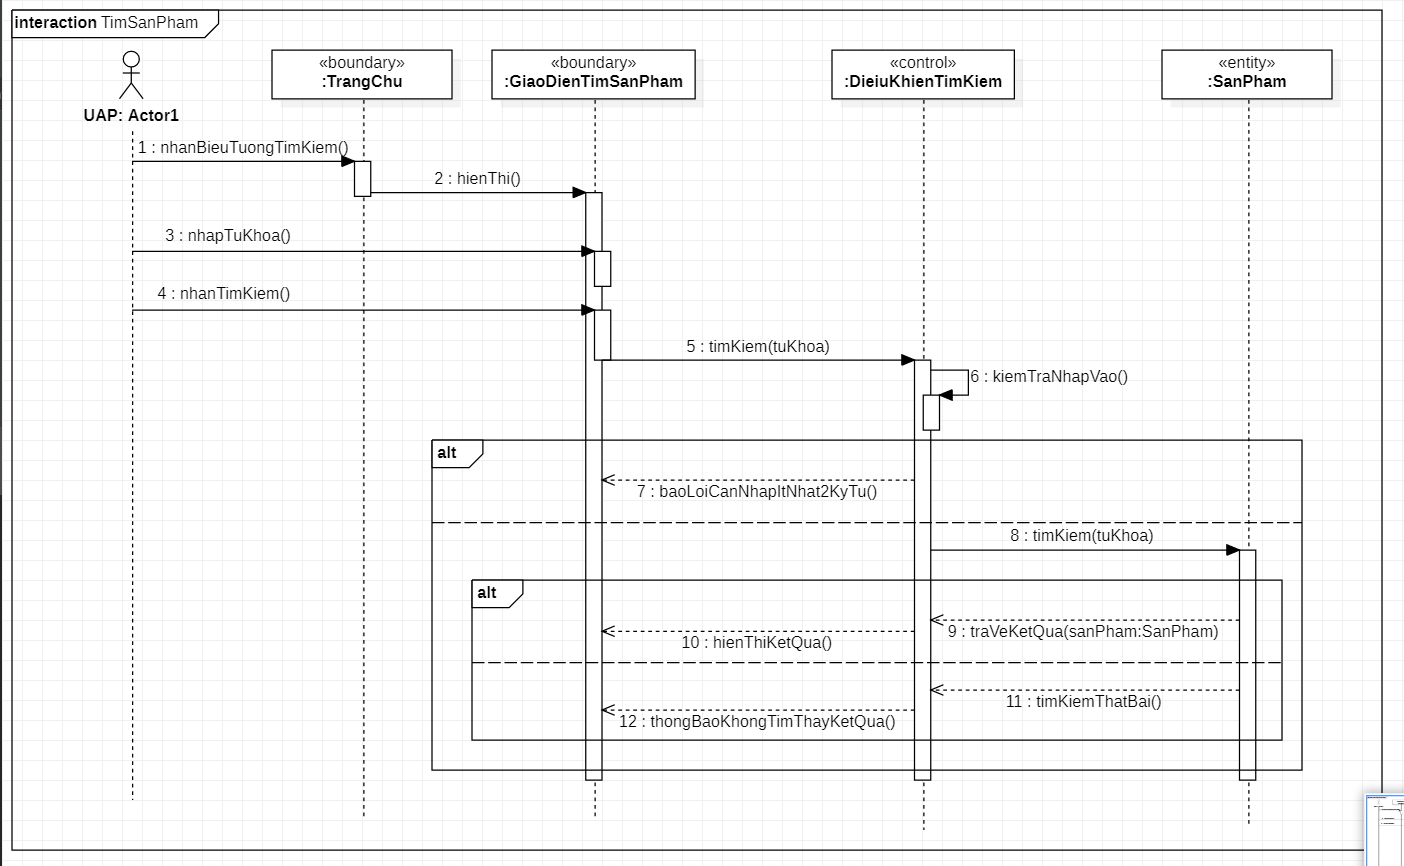 interaction TimSanPham
«boundary»
:TrangChu
«boundary»
:GiaoDienTimSanPham
«control»
:DieiuKhienTimKiem
«entity»
:SanPham
UAP: Actor1
1 : nhanBieuTuongTimKiem()
2 : hienThi()
3 : nhapTuKhoa()
4 : nhanTimKiem()
5 : timKiem(tuKhoa)
6 : kiemTraNhapVao()
alt
7 : baoLoiCanNhapItNhat2KyTu()
8 : timKiem(tuKhoa)
alt
9 : traVeKetQua(sanPham:SanPham)
10 : hienThiKetQua()
11 : timKiemThatBai()
12 : thongBaoKhongTimThayKetQua()